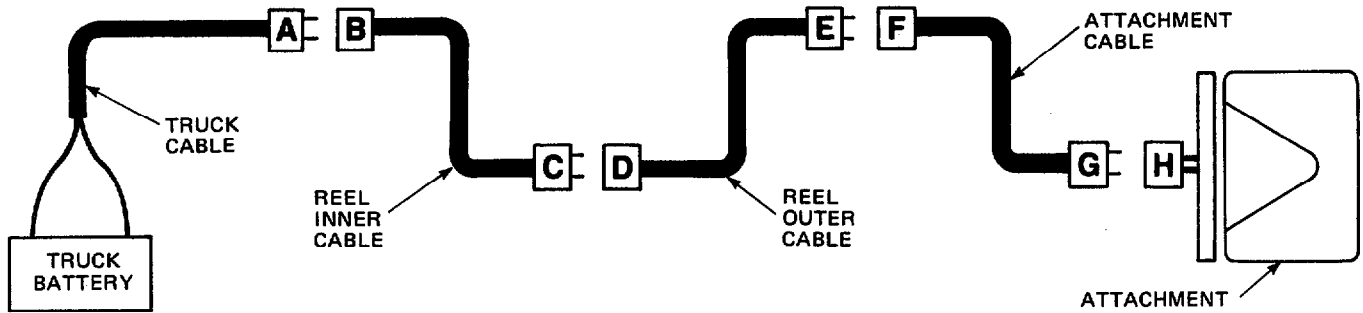 A
B
C
D
E
F
G
H
ATTACHMENT
CABLE
TRUCK
CABLE
REEL
INNER
CABLE
REEL
OUTER
CABLE
TRUCK
BATTERY
ATTACHMENT